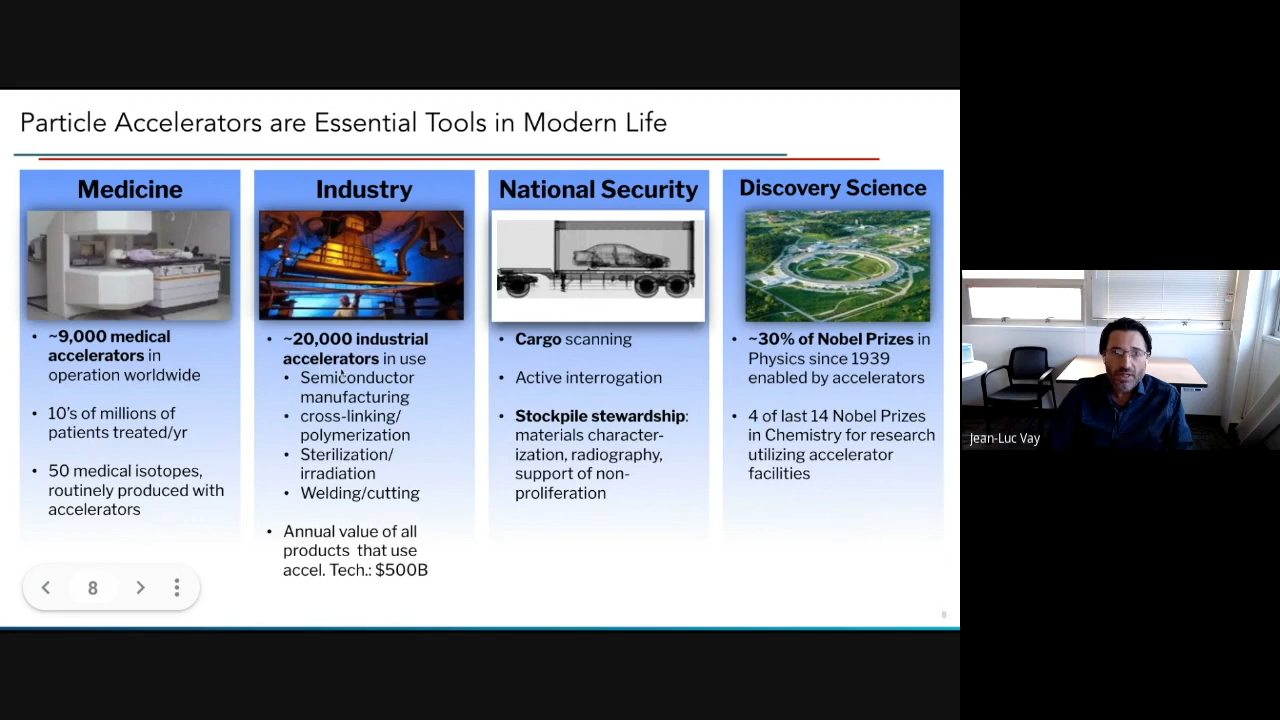 Particle Accelerators are Essential Tools in Modern Life
Medicine
• ~9,000 medical
accelerators in
operation worldwide
• 10's of millions of
patients treated/yr
• 50 medical isotopes,
routinely produced with
accelerators
Industry
• ~20,000 industrial
accelerators in use
• Semiconductor
manufacturing
• cross-linking/
polymerization
• Sterilization/
irradiation
• Welding/cutting
• Annual value of all
products that use
accel. Tech.: $500B
National Security
• Cargo scanning
• Active interrogation
• Stockpile stewardship:
materials character-
ization, radiography,
support of non-
proliferation
Discovery Science
• ~30% of Nobel Prizes in
Physics since 1939
enabled by accelerators
• 4 of last 14 Nobel Prizes
in Chemistry for research
utilizing accelerator
facilities
8
8
Jean-Luc Vay